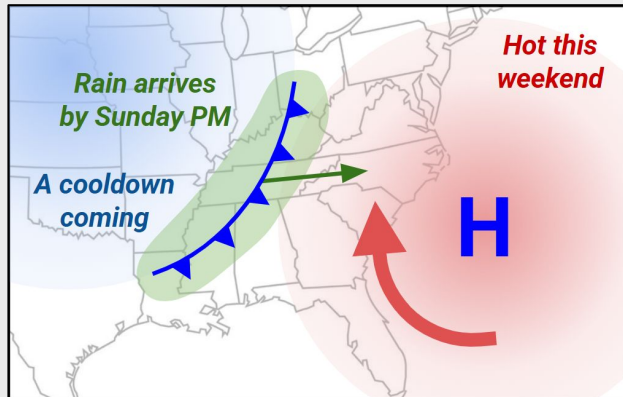 Hot this
weekend
Rain arrives
by Sunday PM
A cooldown
coming
H